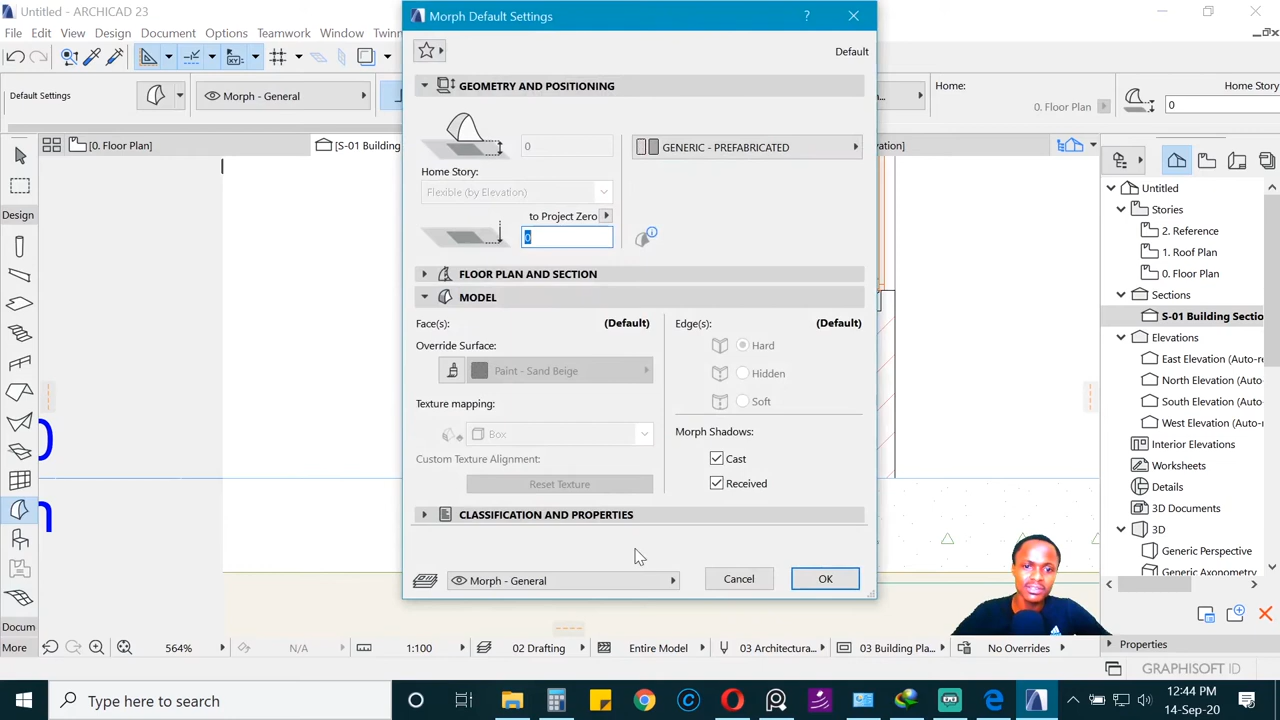 Untitled - ARCHICAD 23
Morph Default Settings
?
File Edit View Design Document Options Teamwork Window Twinm
Default
Default Settings
Morph - General
GEOMETRY AND POSITIONING
Home:
Home Story
0. Floor Plan
0
[0. Floor Plan]
[S-01 Building
0
GENERIC - PREFABRICATED
Home Story:
Flexible (by Elevation)
to Project Zero
0
Design
Untitled
Stories
2. Reference
1. Roof Plan
0. Floor Plan
Sections
S-01 Building Sectio
Elevations
East Elevation (Auto-re
North Elevation (Auto-
South Elevation (Auto-
West Elevation (Auto-r
Interior Elevations
Worksheets
Details
3D Documents
3D
Generic Perspective
Generic Axonometry
FLOOR PLAN AND SECTION
MODEL
Face(s):
(Default)
Edge(s):
(Default)
Override Surface:
Hard
Paint - Sand Beige
Hidden
Texture mapping:
Soft
Box
Morph Shadows:
Custom Texture Alignment:
Cast
Reset Texture
Received
CLASSIFICATION AND PROPERTIES
Morph - General
Cancel
OK
Docum
More
564%
N/A
1:100
02 Drafting
Entire Model
03 Architectura...
03 Building Pla...
No Overrides
Properties
GRAPHISOFT ID
Type here to search
12:44 PM
14-Sep-20